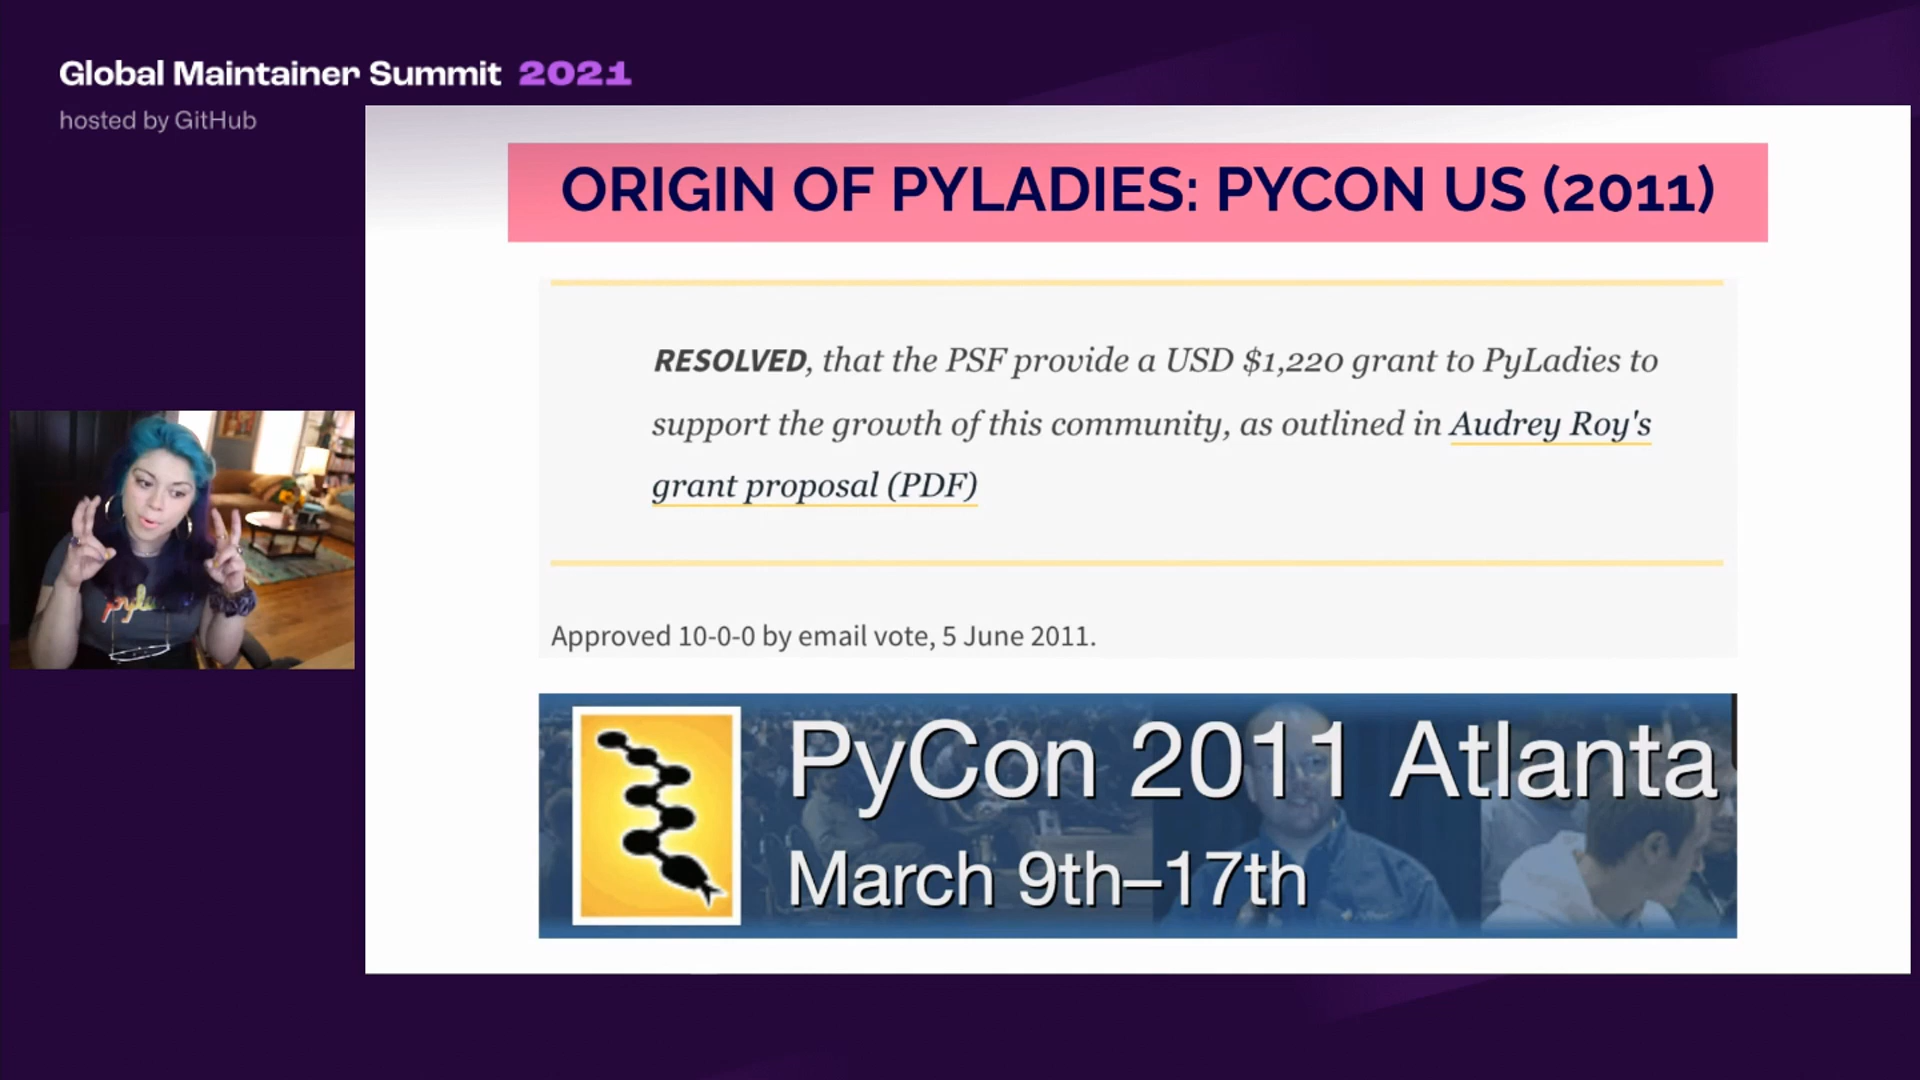 Global Maintainer Summit 2021
hosted by GitHub
ORIGIN OF PYLADIES: PYCON US (2011)
RESOLVED, that the PSF provide a USD $1,220 grant to PyLadies to
support the growth of this community, as outlined in Audrey Roy's
grant proposal (PDF)
Approved 10-0-0 by email vote, 5 June 2011.
PyCon 2011 Atlanta
March 9th–17th